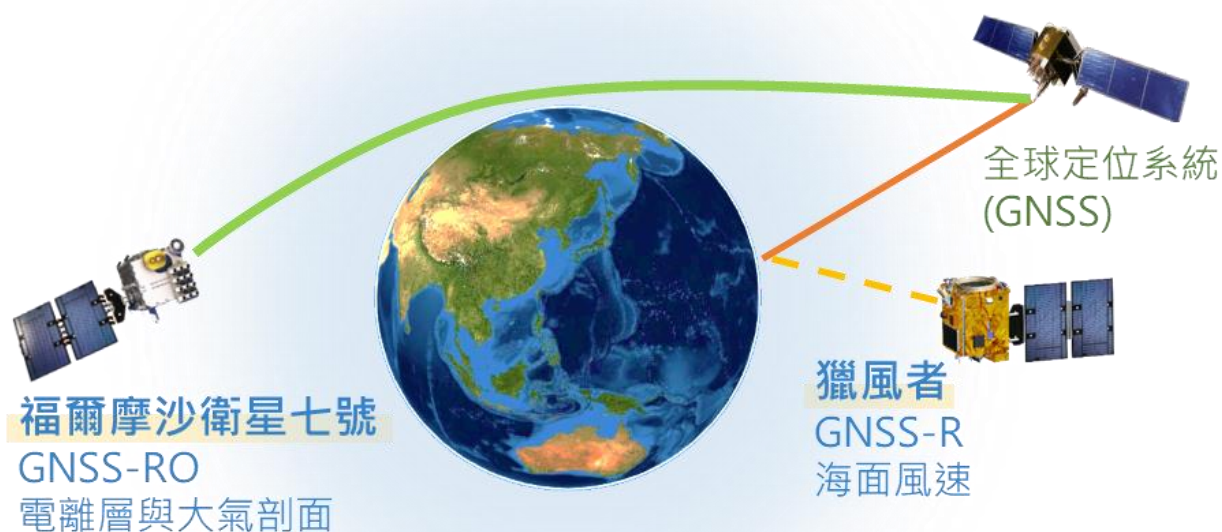 全球定位系統
(GNSS)
福爾摩沙衛星七號
GNSS-RO
電離層與大氣剖面
獵風者
GNSS-R
海面風速